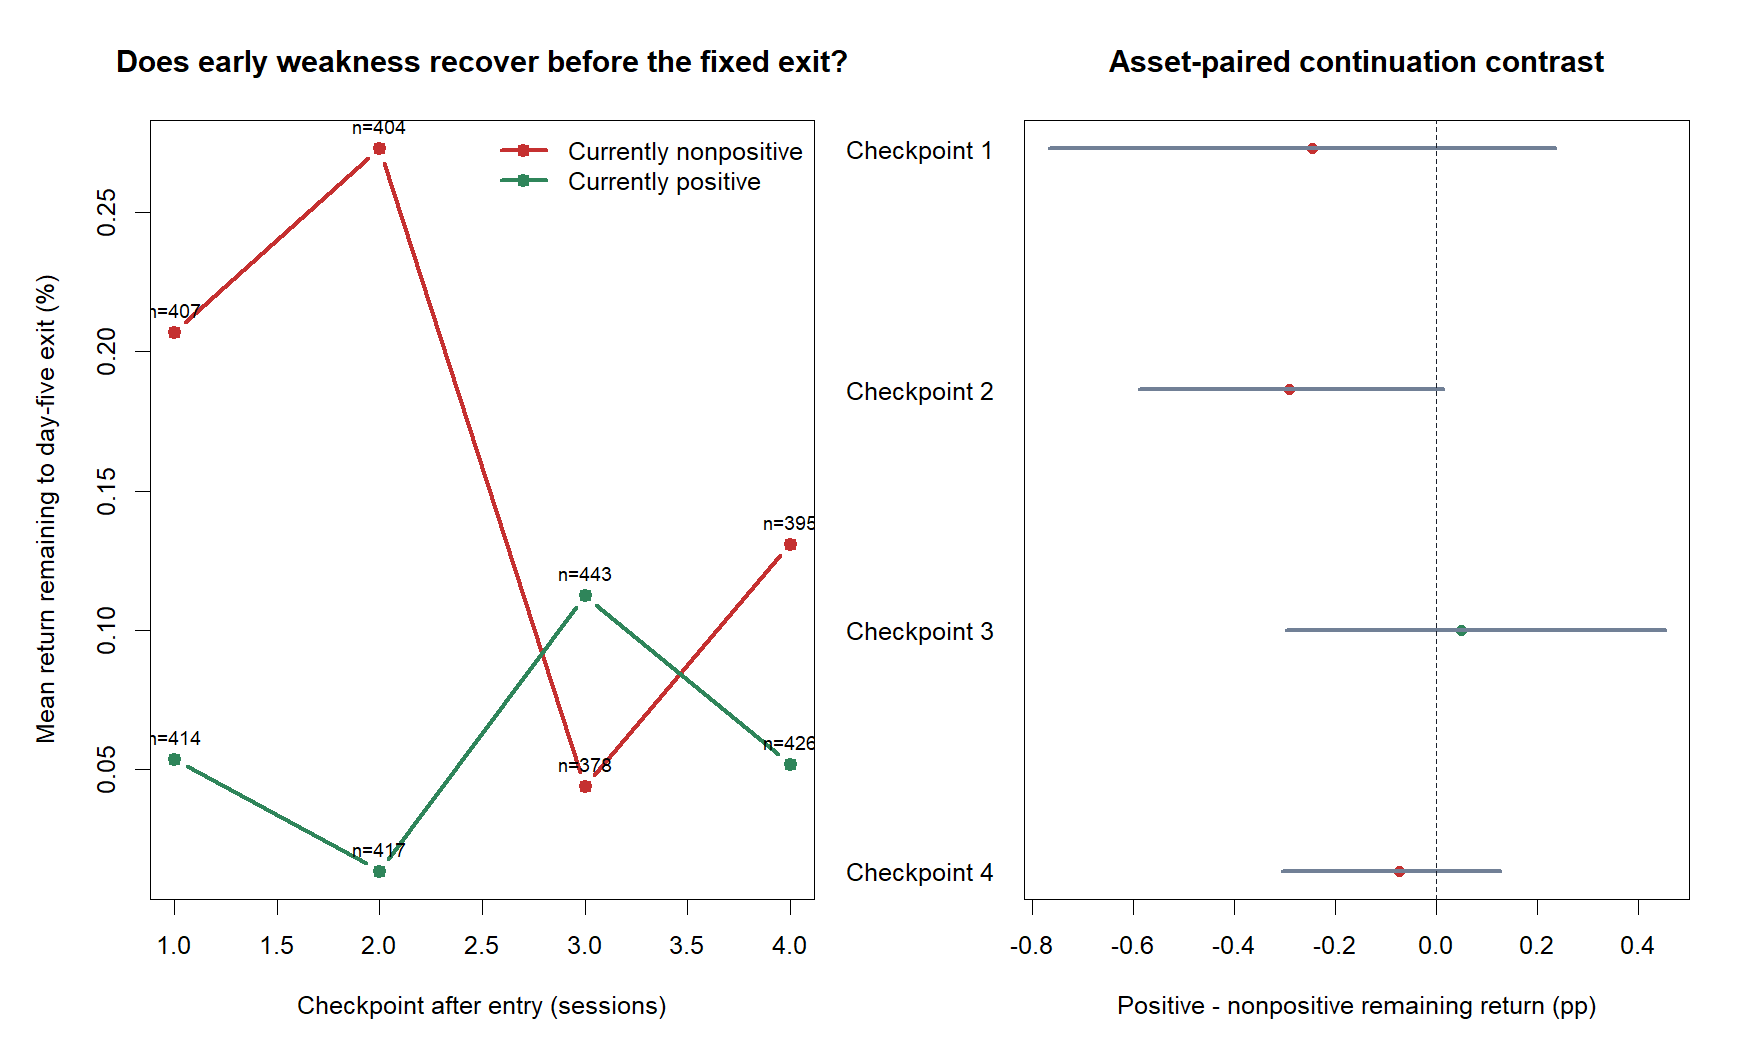 Does early weakness recover before the fixed exit?
Asset-paired continuation contrast
Mean return remaining to day-five exit (%)
0.25
0.20
0.15
0.10
0.05
n=404
n=407
n=414
n=417
n=443
n=378
n=395
n=426
Currently nonpositive
Currently positive
1.0 1.5 2.0 2.5 3.0 3.5 4.0
Checkpoint after entry (sessions)
Checkpoint 1
Checkpoint 2
Checkpoint 3
Checkpoint 4
-0.8 -0.6 -0.4 -0.2 0.0 0.2 0.4
Positive - nonpositive remaining return (pp)